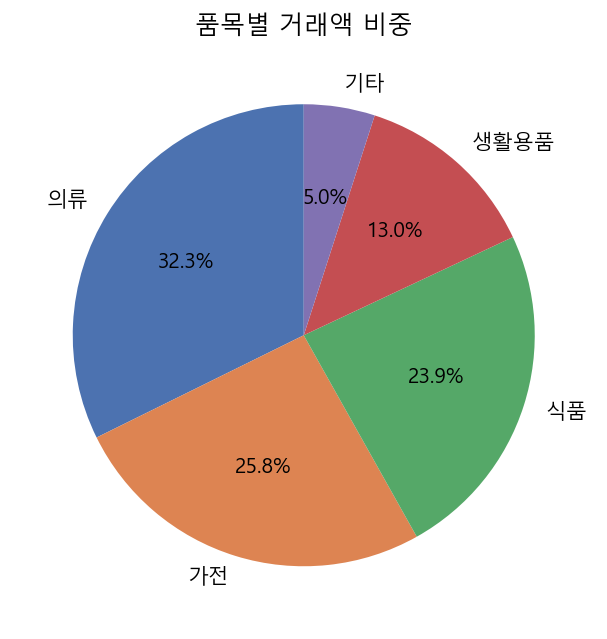 품목별 거래액 비중
기타
생활용품
의류
5.0%
13.0%
32.3%
23.9%
식품
25.8%
가전